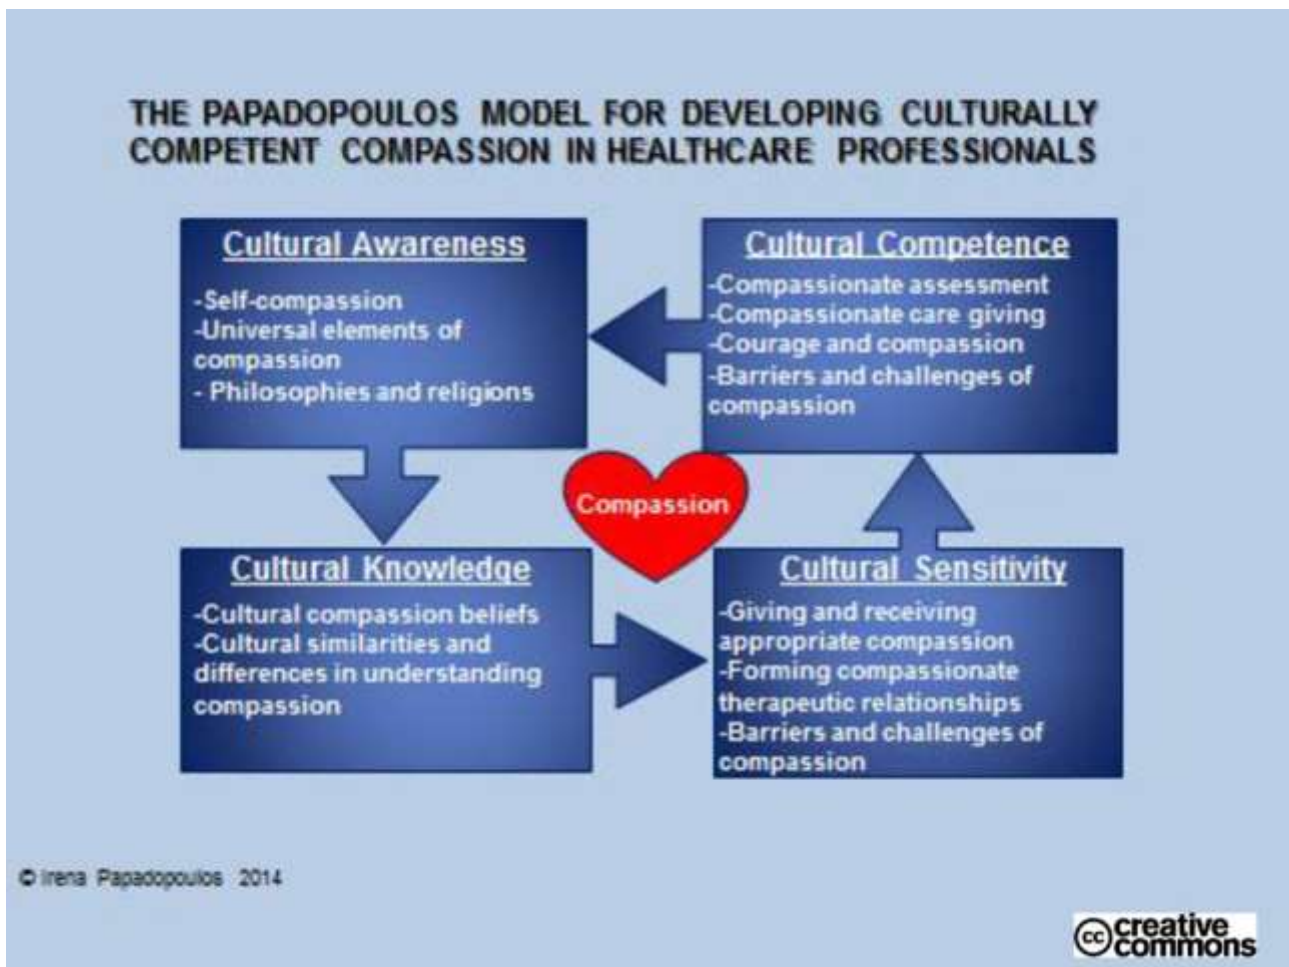 THE PAPADOPOULOS MODEL FOR DEVELOPING CULTURALLY
COMPETENT COMPASSION IN HEALTHCARE PROFESSIONALS
Cultural Awareness
-Self-compassion
-Universal elements of
compassion
- Philosophies and religions
Cultural Competence
-Compassionate assessment
-Compassionate care giving
-Courage and compassion
-Barriers and challenges of
compassion
Compassion
Cultural Knowledge
-Cultural compassion beliefs
-Cultural similarities and
differences in understanding
compassion
Cultural Sensitivity
-Giving and receiving
appropriate compassion
-Forming compassionate
therapeutic relationships
-Barriers and challenges of
compassion
© Irena Papadopoulos 2014
cc creative
commons